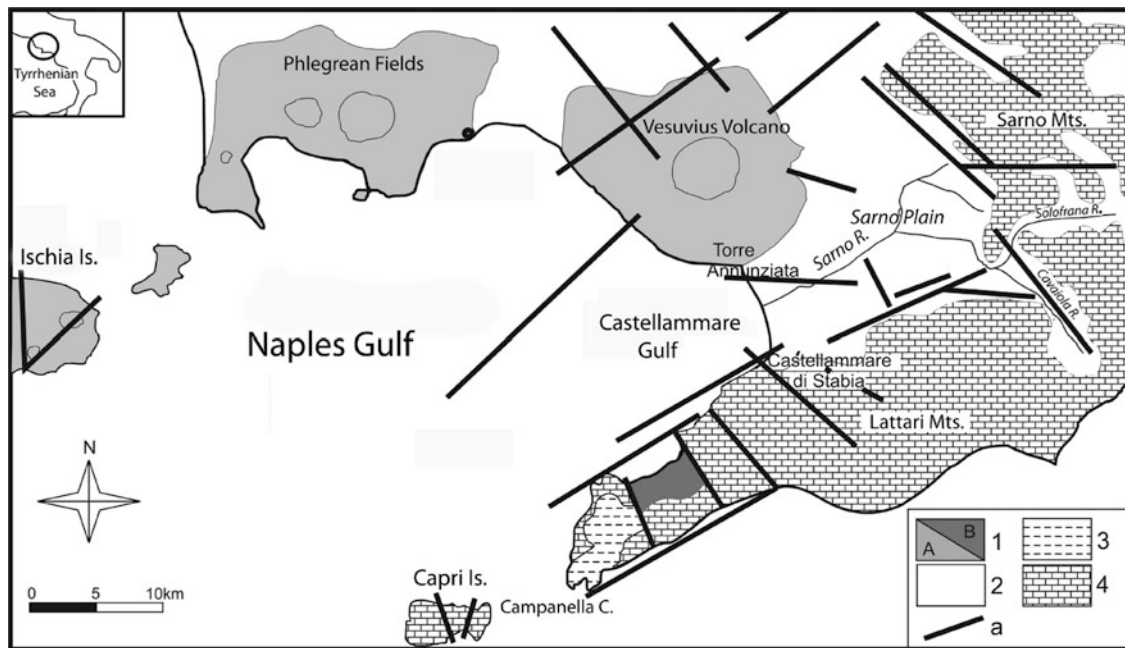 Tyrrhenian
Sea
Phlegrean Fields
Vesuvius Volcano
Sarno Mts.
Solofrana R.
Sarno Plain
Sarno R.
Cavaiola R.
Ischia Is.
Torre
Annunziata
Naples Gulf
Castellammare
Gulf
Castellammare
di Stabia
Lattari Mts.
N
0 5 10km
Capri Is.
Campanella C.
A B 1
2
3
4
a